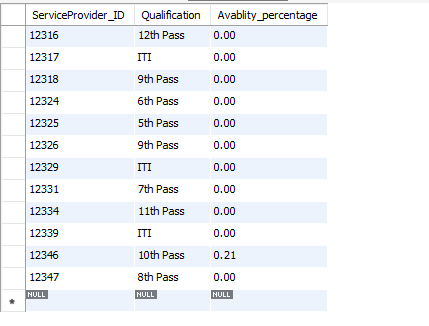 ServiceProvider_ID Qualification Avablity_percentage
12316 12th Pass 0.00
12317 ITI 0.00
12318 9th Pass 0.00
12324 6th Pass 0.00
12325 5th Pass 0.00
12326 9th Pass 0.00
12329 ITI 0.00
12331 7th Pass 0.00
12334 11th Pass 0.00
12339 ITI 0.00
12346 10th Pass 0.21
12347 8th Pass 0.00
NULL NULL NULL